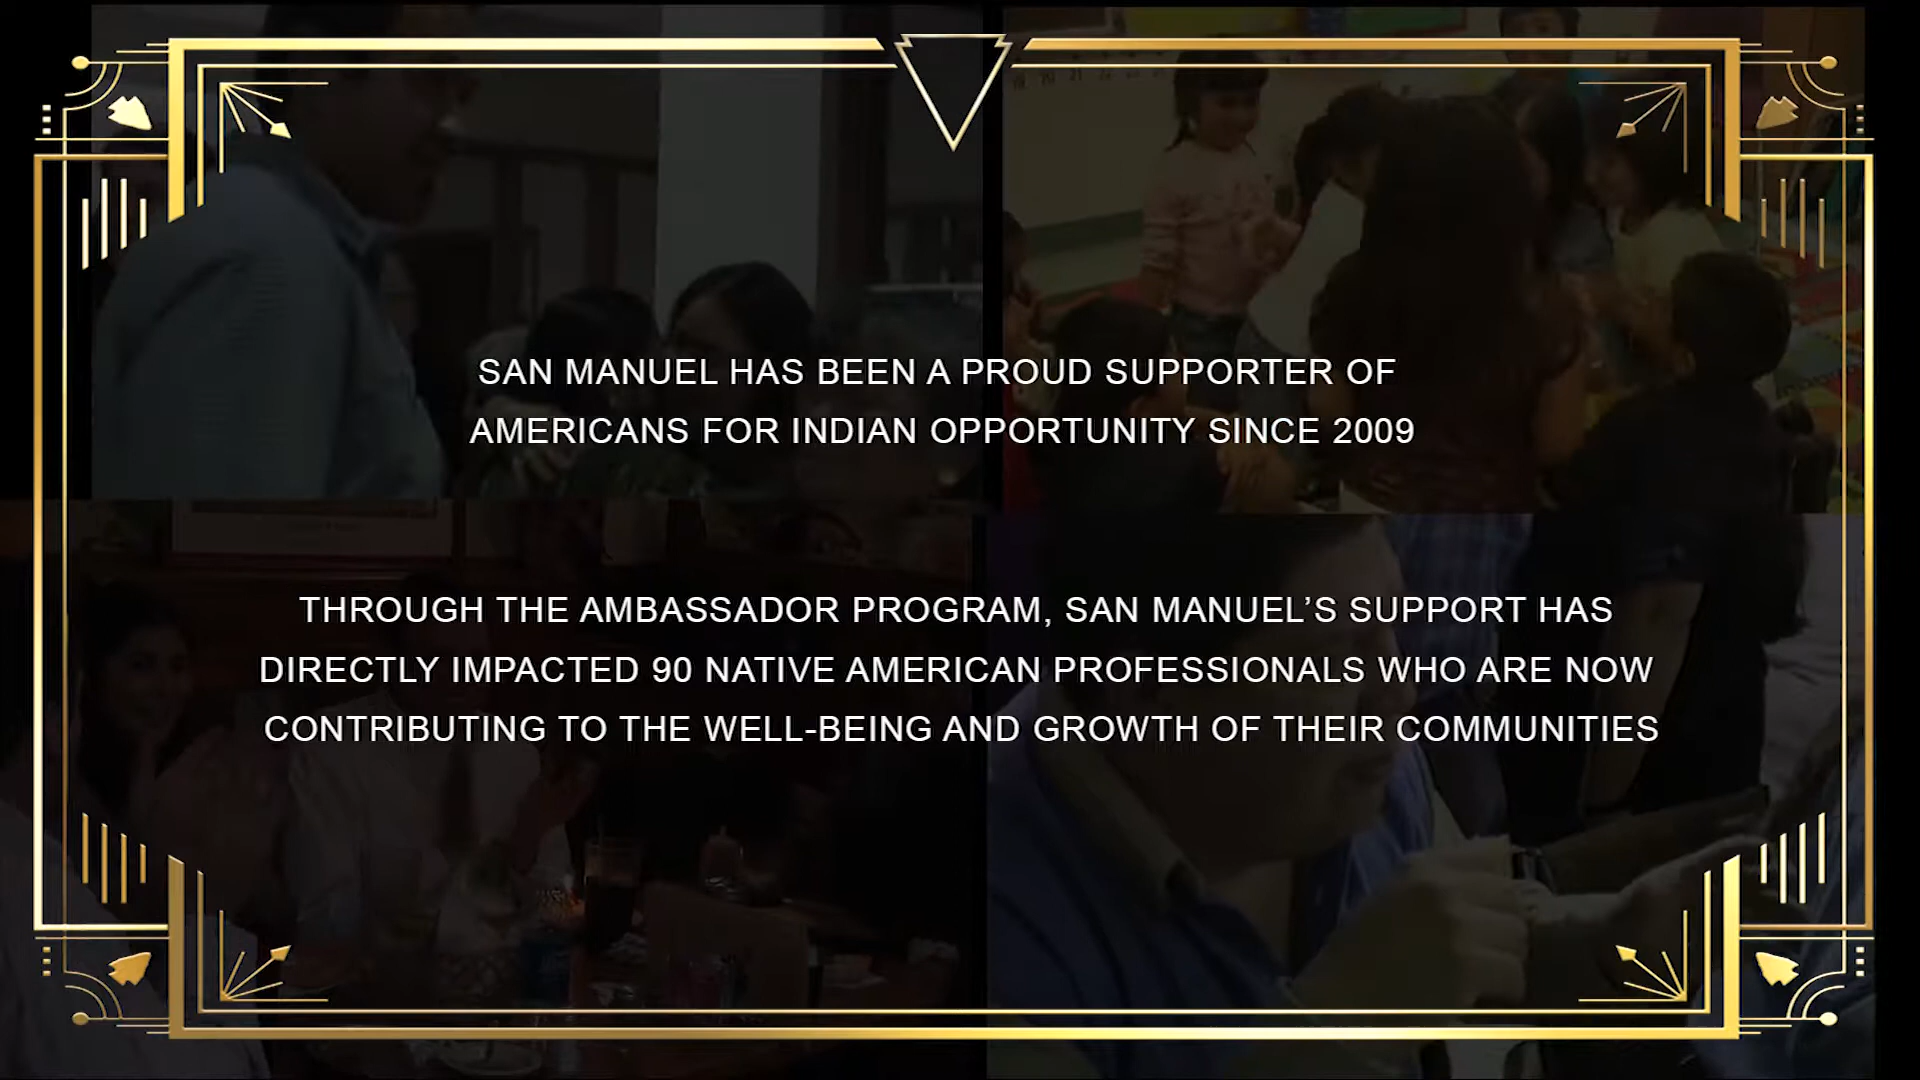 SAN MANUEL HAS BEEN A PROUD SUPPORTER OF
AMERICANS FOR INDIAN OPPORTUNITY SINCE 2009
THROUGH THE AMBASSADOR PROGRAM, SAN MANUEL’S SUPPORT HAS
DIRECTLY IMPACTED 90 NATIVE AMERICAN PROFESSIONALS WHO ARE NOW
CONTRIBUTING TO THE WELL-BEING AND GROWTH OF THEIR COMMUNITIES